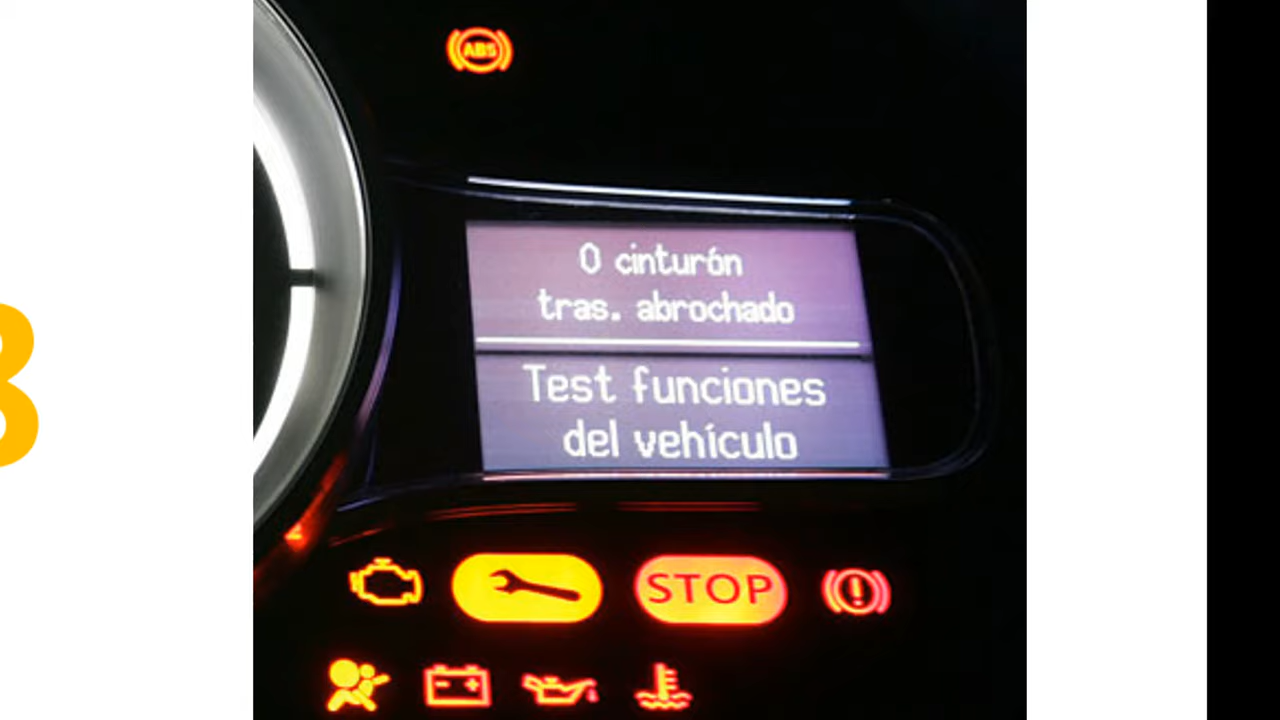 ABS
0 cinturón
tras. abrochado
Test funciones
del vehículo
STOP